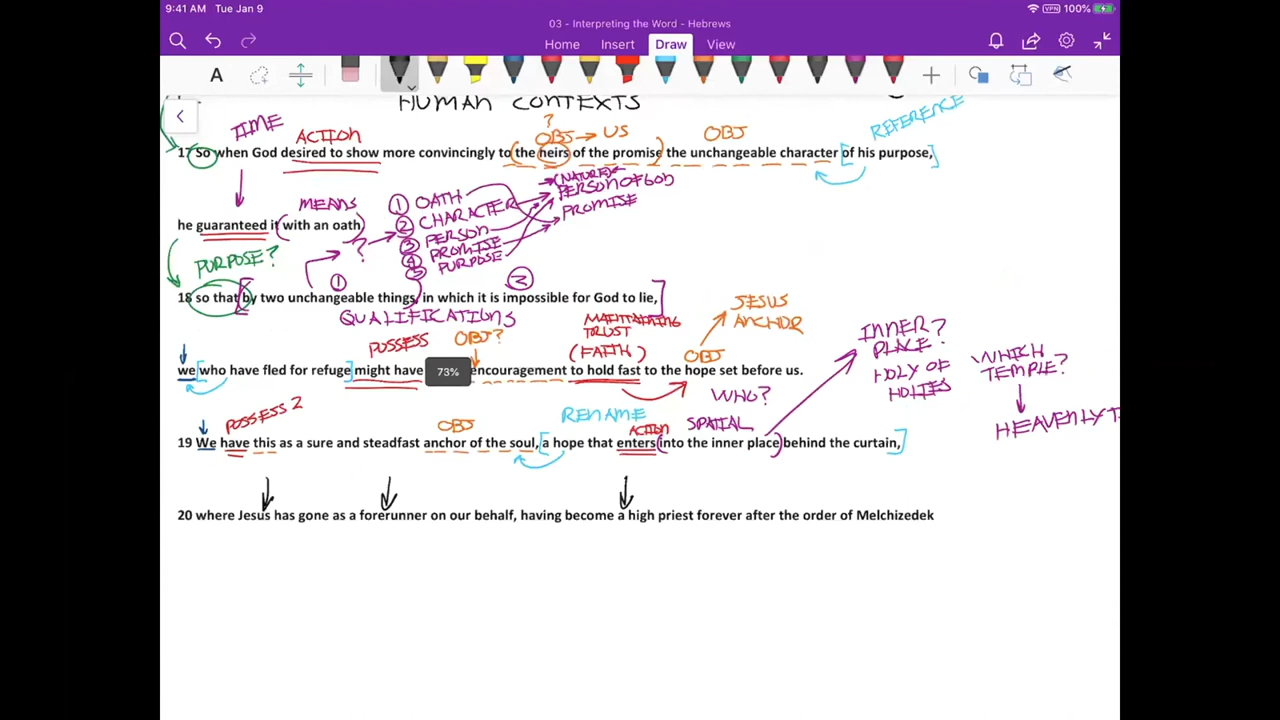 9:41 AM Tue Jan 9
VPN 100%
03 - Interpreting the Word - Hebrews
Home Insert Draw View
A
HUMAN CONTEXTS
TIME
ACTION
?
OBJ → US
OBJ
REFERENCE
17 So when God desired to show more convincingly to the heirs of the promise the unchangeable character of his purpose,
MEANS
he guaranteed it with an oath
1 OATH
2 CHARACTER
3 PERSON
4 PROMISE
5 PURPOSE
(NATURE)
PERSON OF GOD
PROMISE
?
PURPOSE?
1
2
18 so that by two unchangeable things, in which it is impossible for God to lie,
QUALIFICATIONS
MAINTAINING
TRUST
(FAITH)
JESUS
ANCHOR
POSSESS
OBJ?
OBJ
we who have fled for refuge might have encouragement to hold fast to the hope set before us.
73%
INNER?
PLACE?
HOLY OF
HOLIES
WHICH
TEMPLE?
HEAVENLY T
WHO?
POSSESS 2
OBJ
RENAME
ACTION
SPATIAL
19 We have this as a sure and steadfast anchor of the soul, a hope that enters into the inner place behind the curtain,
20 where Jesus has gone as a forerunner on our behalf, having become a high priest forever after the order of Melchizedek